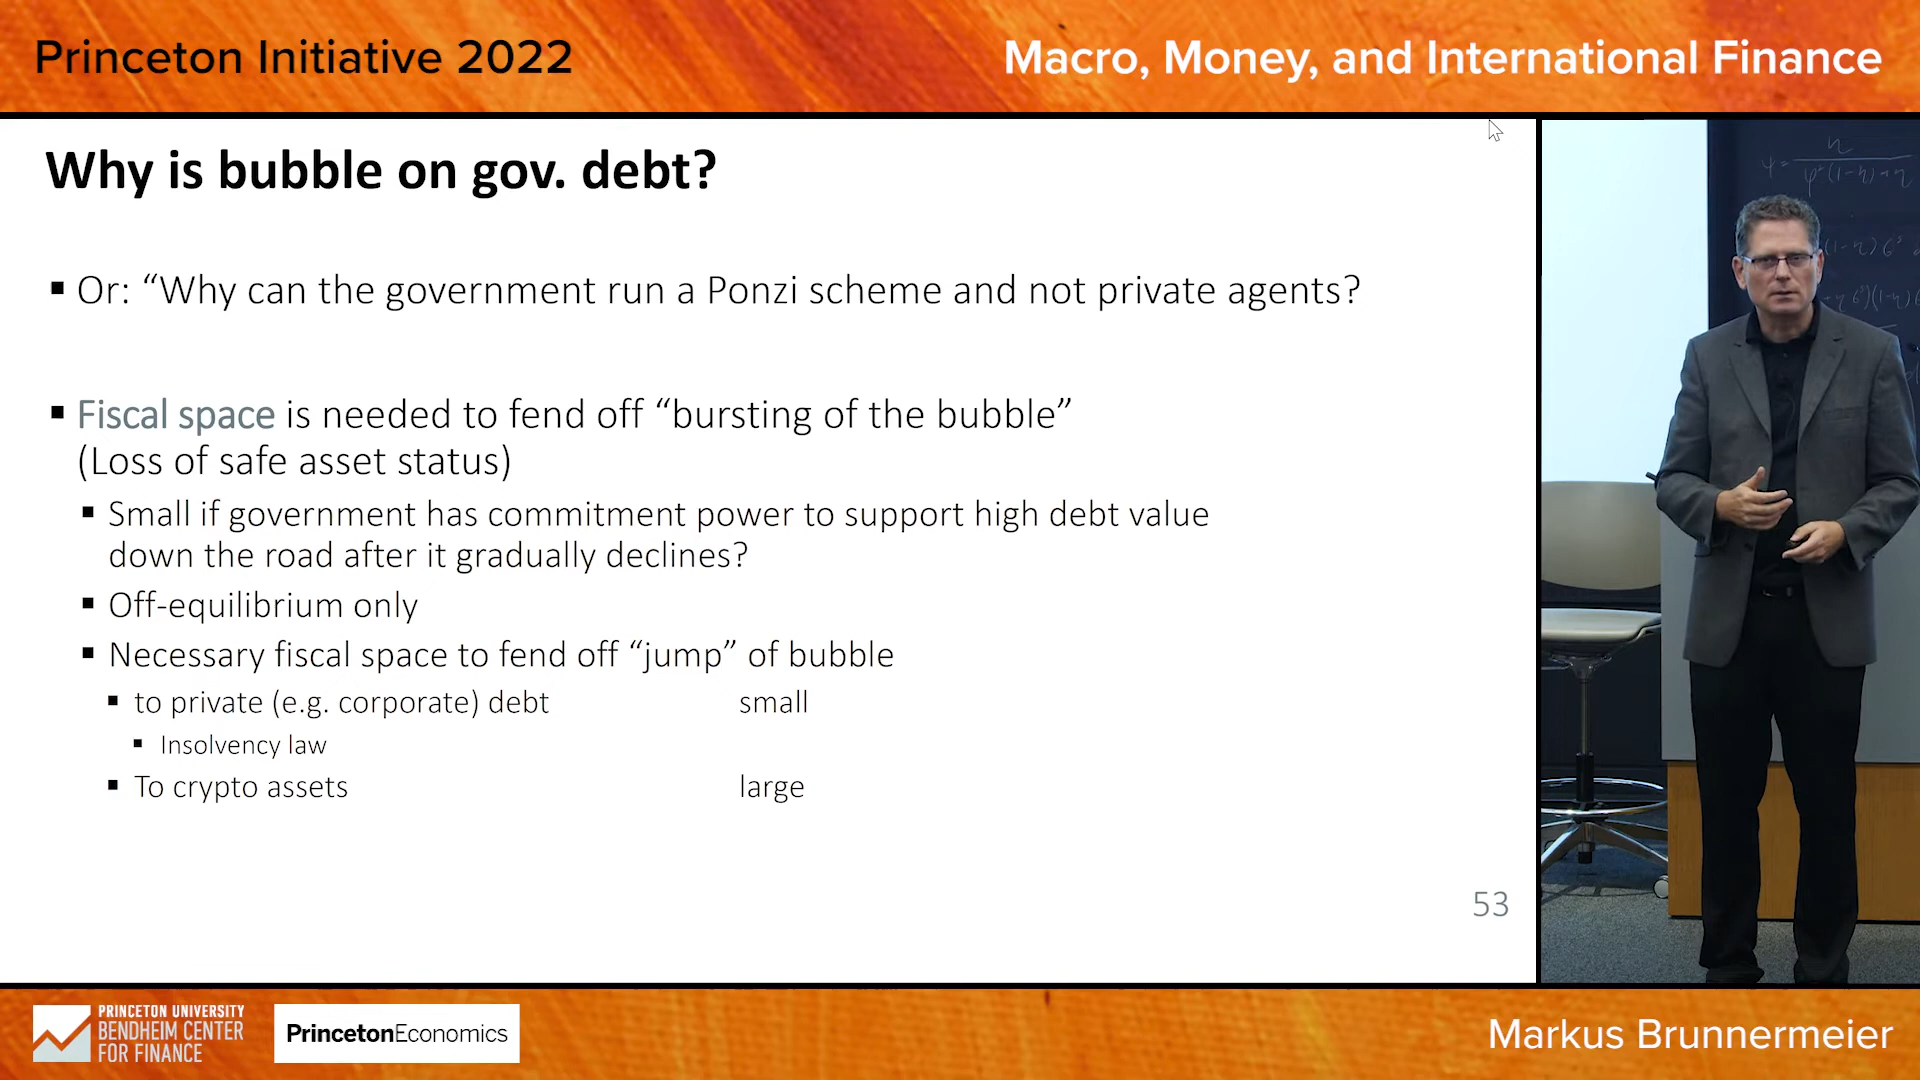 Princeton Initiative 2022
Macro, Money, and International Finance
Why is bubble on gov. debt?
▪ Or: “Why can the government run a Ponzi scheme and not private agents?
▪ Fiscal space is needed to fend off “bursting of the bubble”
(Loss of safe asset status)
▪ Small if government has commitment power to support high debt value
down the road after it gradually declines?
▪ Off-equilibrium only
▪ Necessary fiscal space to fend off “jump” of bubble
▪ to private (e.g. corporate) debt small
▪ Insolvency law
▪ To crypto assets large
53
PRINCETON UNIVERSITY
BENDHEIM CENTER
FOR FINANCE
PrincetonEconomics
Markus Brunnermeier